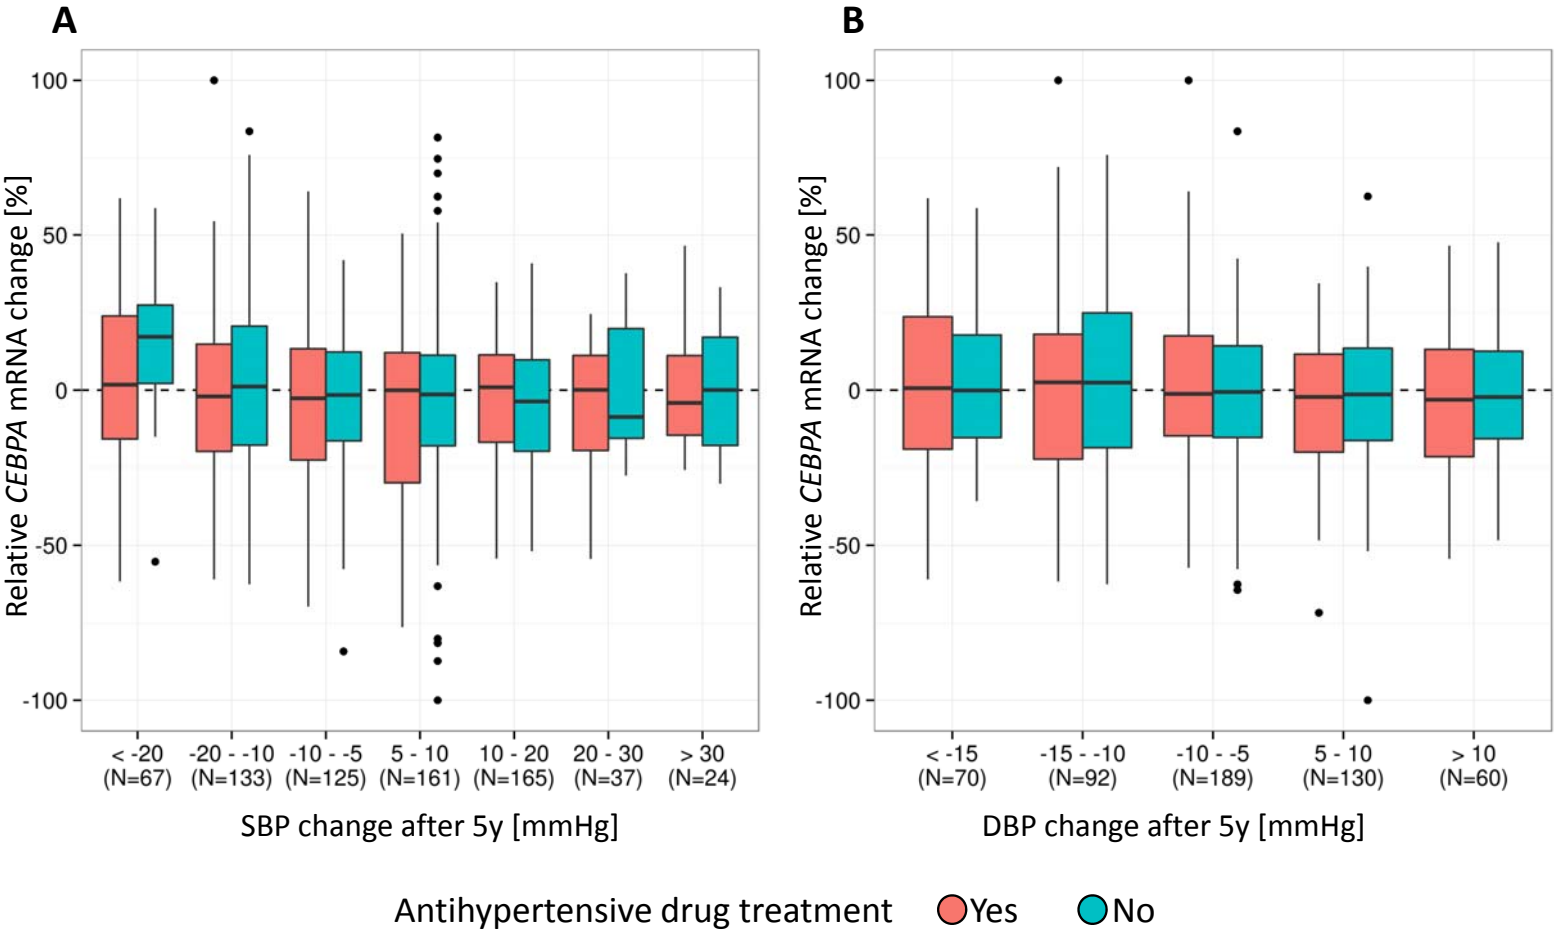 A
B
Relative CEBPA mRNA change [%]
100
50
0
-50
-100
< -20 -20 - -10 -10 - -5 5 - 10 10 - 20 20 - 30 > 30
(N=67) (N=133) (N=125) (N=161) (N=165) (N=37) (N=24)
SBP change after 5y [mmHg]
Relative CEBPA mRNA change [%]
100
50
0
-50
-100
< -15 -15 - -10 -10 - -5 5 - 10 > 10
(N=70) (N=92) (N=189) (N=130) (N=60)
DBP change after 5y [mmHg]
Antihypertensive drug treatment Yes No